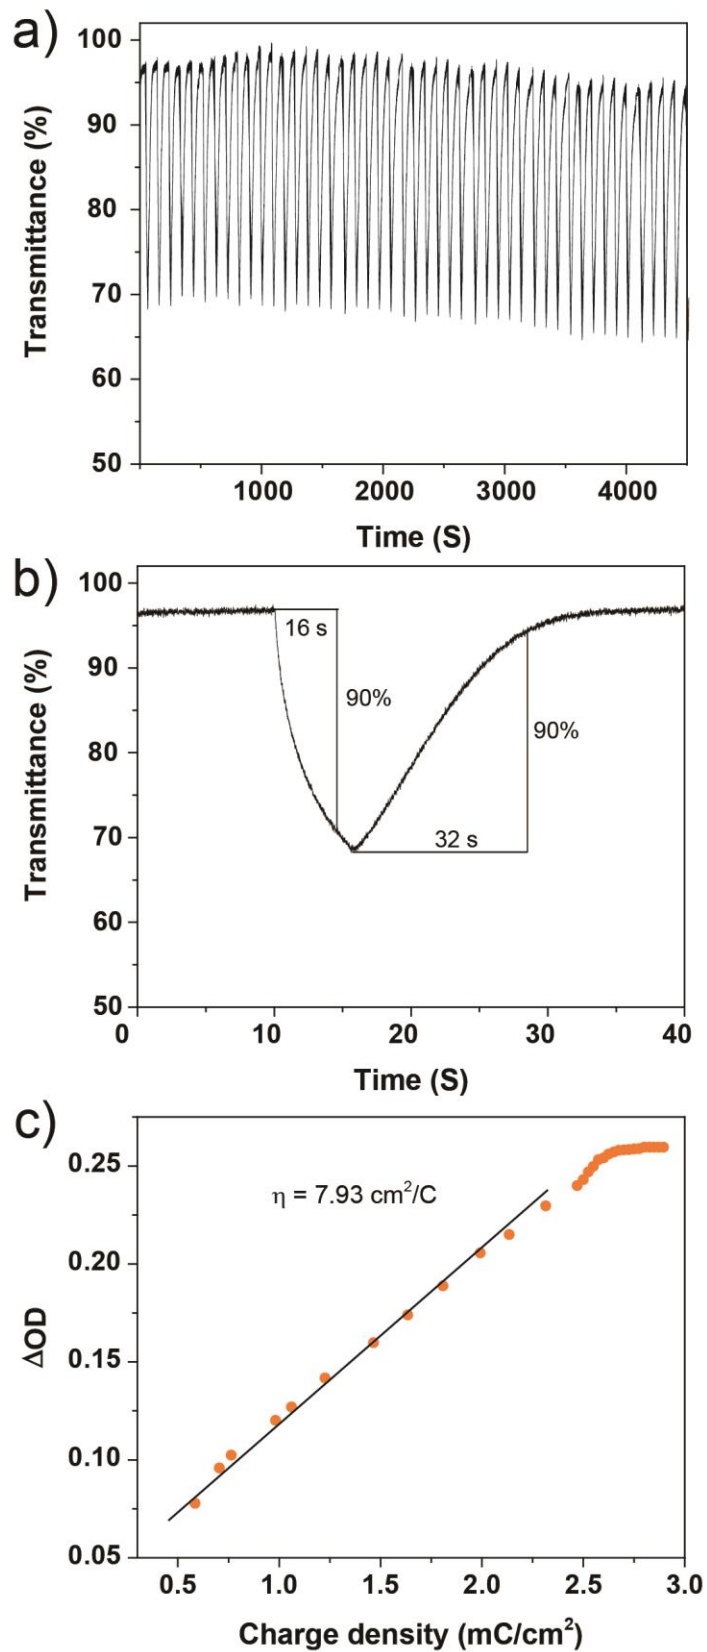 a)
100
90
80
70
60
50
Transmittance (%)
1000 2000 3000 4000
Time (S)
b)
100
90
80
70
60
50
Transmittance (%)
16 s
90%
90%
32 s
0 10 20 30 40
Time (S)
c)
η = 7.93 cm²/C
0.25
0.20
0.15
0.10
0.05
ΔOD
0.5 1.0 1.5 2.0 2.5 3.0
Charge density (mC/cm²)